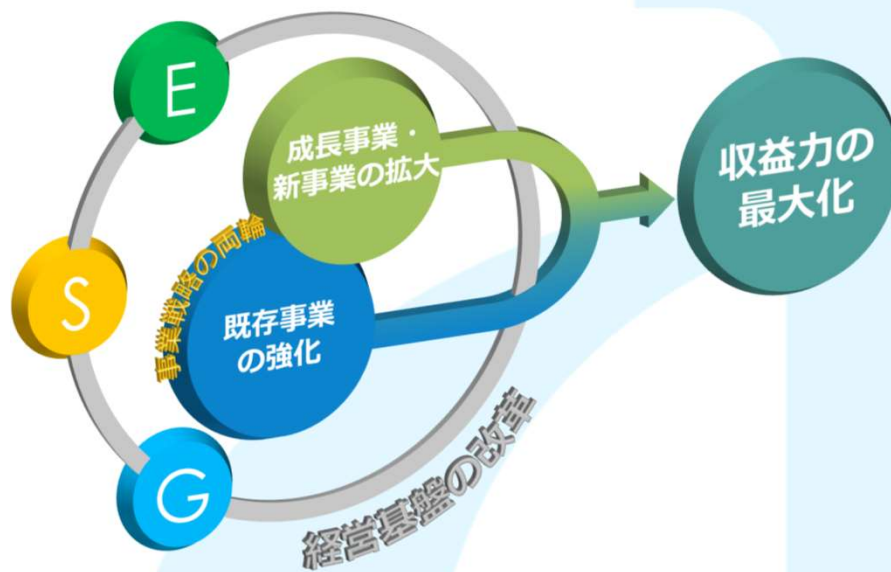 E
成長事業・
新事業の拡大
収益力の
最大化
事業戦略の両輪
S
既存事業
の強化
G
経営基盤の改革